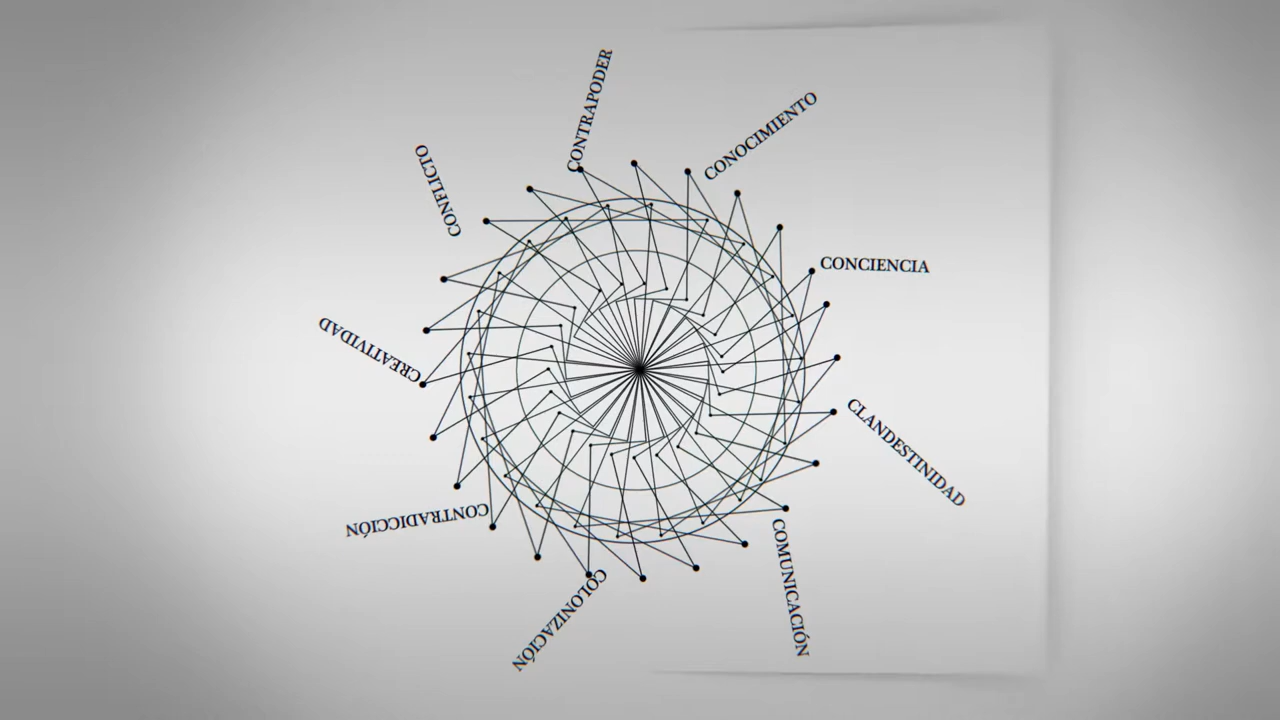 CONTRAPODER
CONOCIMIENTO
CONCIENCIA
CLANDESTINIDAD
COMUNICACIÓN
COLONIZACIÓN
CONTRADICCIÓN
CREATIVIDAD
CONFLICTO